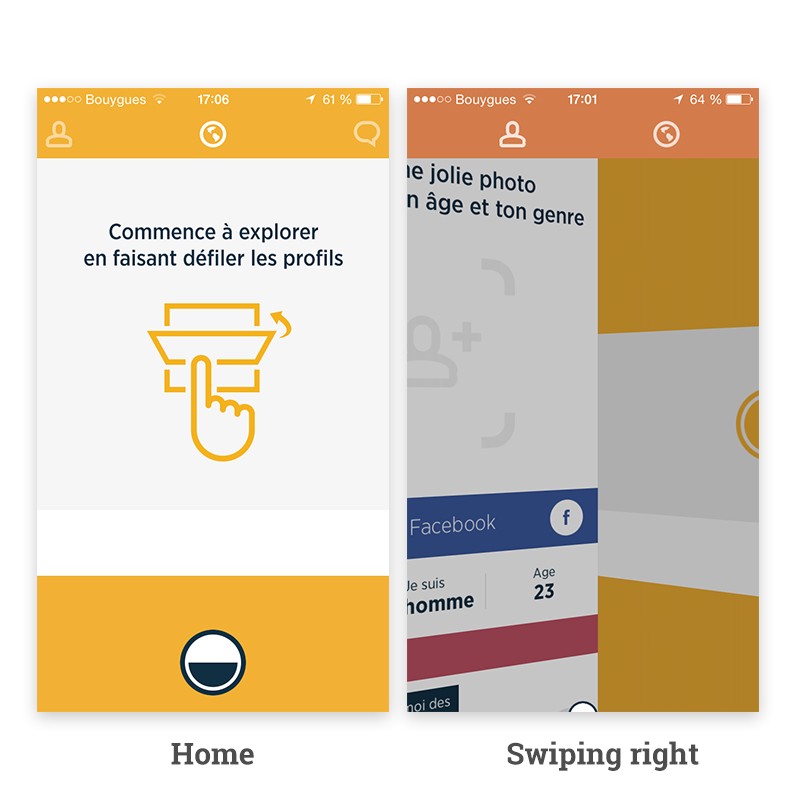 Bouygues 17:06 61 %
Commence à explorer
en faisant défiler les profils
Home
Bouygues 17:01 64 %
ne jolie photo
n âge et ton genre
Facebook f
Je suis
homme
Age
23
moi des
Swiping right